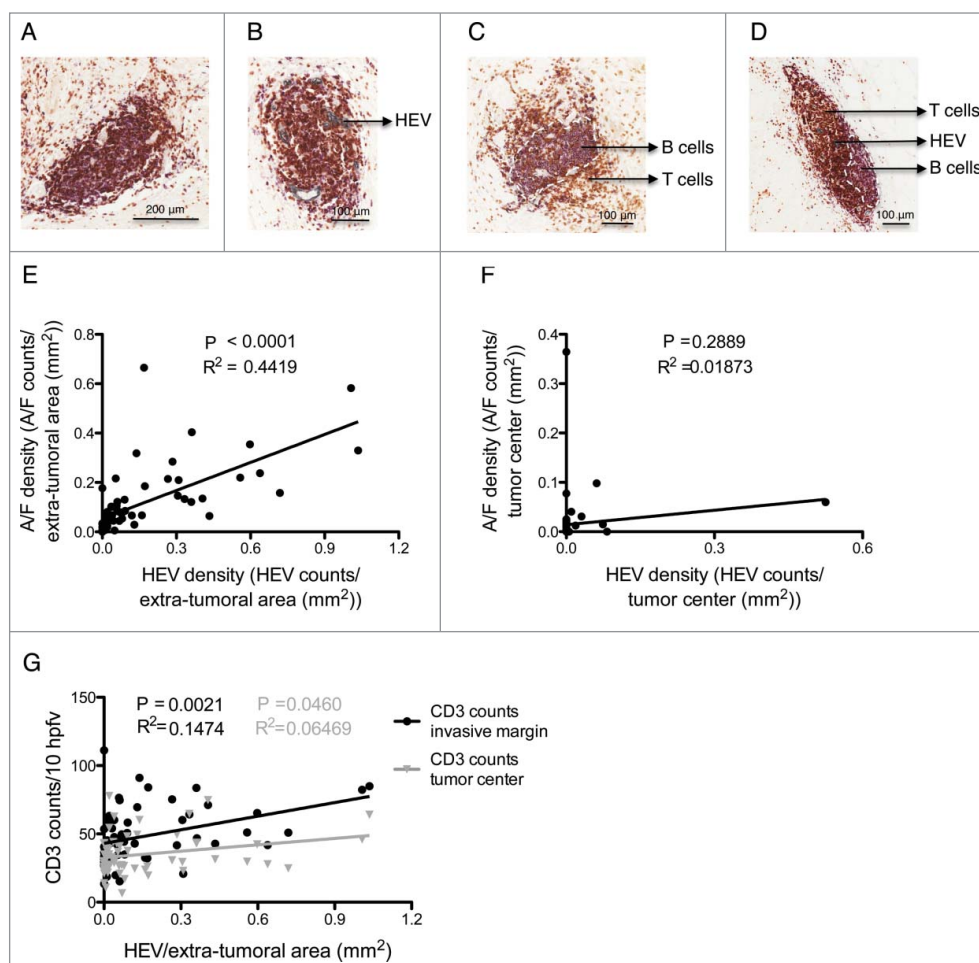 A
B
C
D
HEV
B cells
T cells
T cells
HEV
B cells
200 µm
100 µm
100 µm
100 µm
E
A/F density (A/F counts/
extra-tumoral area (mm²))
0.8
0.6
0.4
0.2
0.0
P < 0.0001
R² = 0.4419
0.0
0.3
0.6
0.9
1.2
HEV density (HEV counts/
extra-tumoral area (mm²))
F
A/F density (A/F counts/
tumor center (mm²))
0.4
0.3
0.2
0.1
0.0
P =0.2889
R² =0.01873
0.0
0.3
0.6
HEV density (HEV counts/
tumor center (mm²))
G
CD3 counts/10 hpfv
150
100
50
0
P = 0.0021
R²= 0.1474
P = 0.0460
R²=0.06469
CD3 counts
invasive margin
CD3 counts
tumor center
0.0
0.3
0.6
0.9
1.2
HEV/extra-tumoral area (mm²)